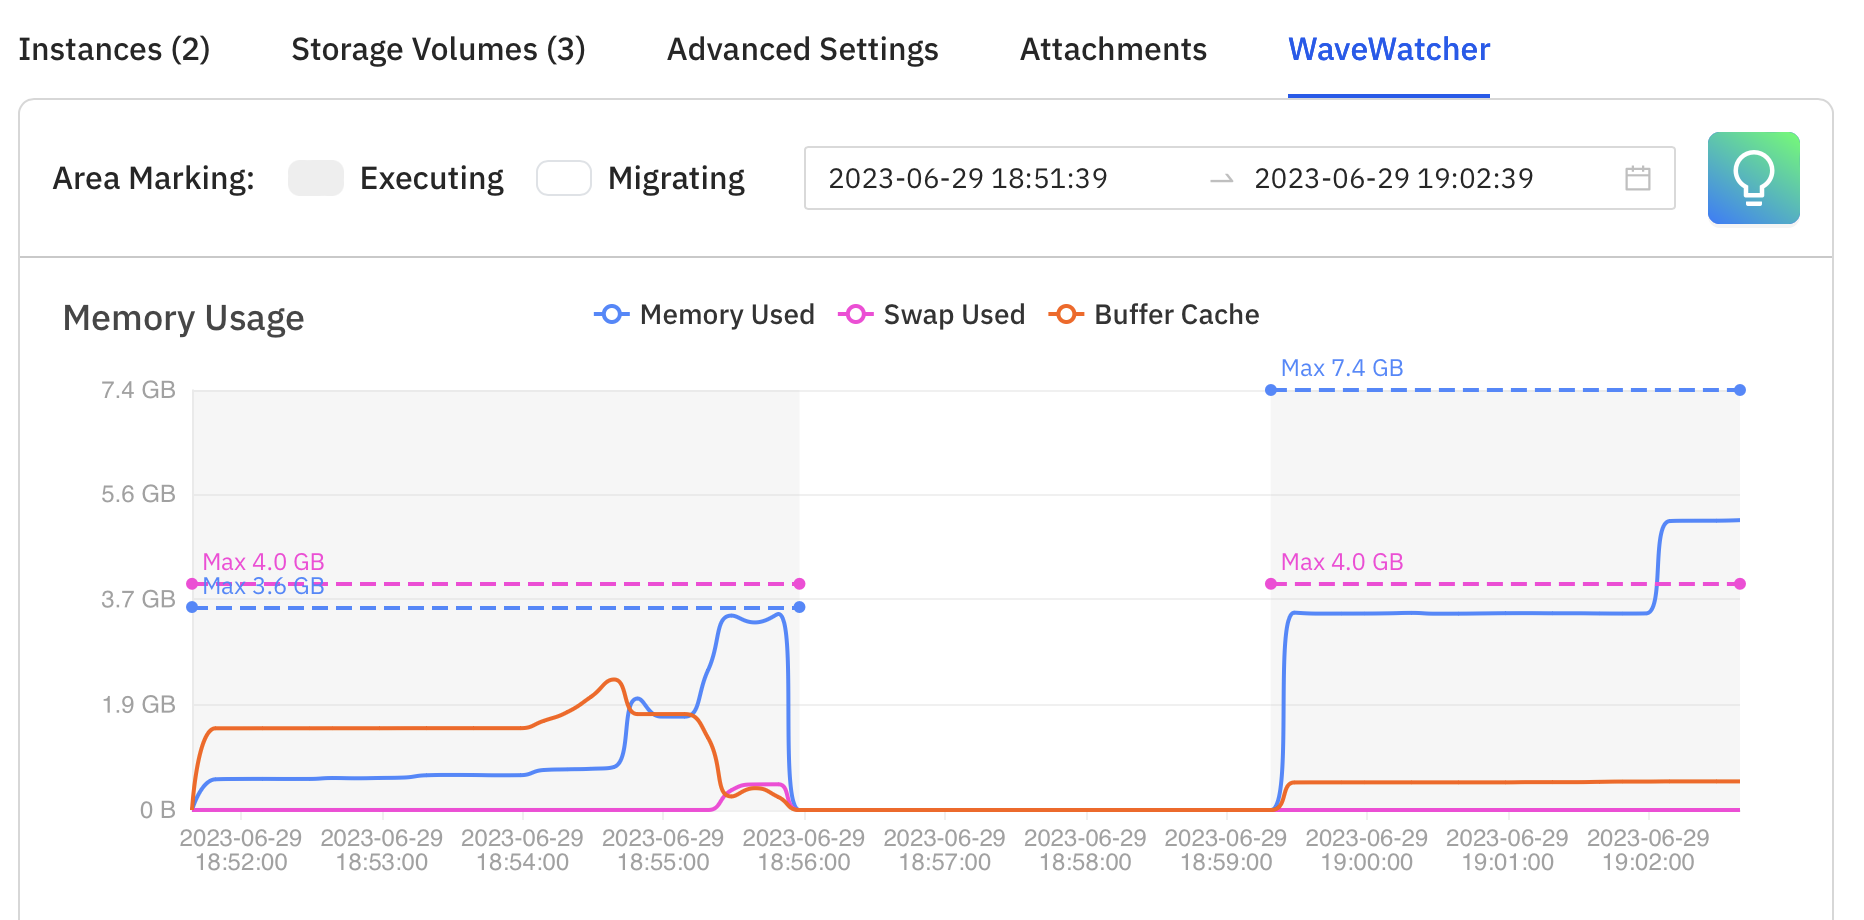 Instances (2) Storage Volumes (3) Advanced Settings Attachments WaveWatcher
Area Marking: Executing Migrating 2023-06-29 18:51:39 → 2023-06-29 19:02:39
Memory Usage Memory Used Swap Used Buffer Cache
Max 7.4 GB
7.4 GB
5.6 GB
Max 4.0 GB Max 4.0 GB
Max 3.6 GB
3.7 GB
1.9 GB
0 B
2023-06-29 2023-06-29 2023-06-29 2023-06-29 2023-06-29 2023-06-29 2023-06-29 2023-06-29 2023-06-29 2023-06-29 2023-06-29
18:52:00 18:53:00 18:54:00 18:55:00 18:56:00 18:57:00 18:58:00 18:59:00 19:00:00 19:01:00 19:02:00